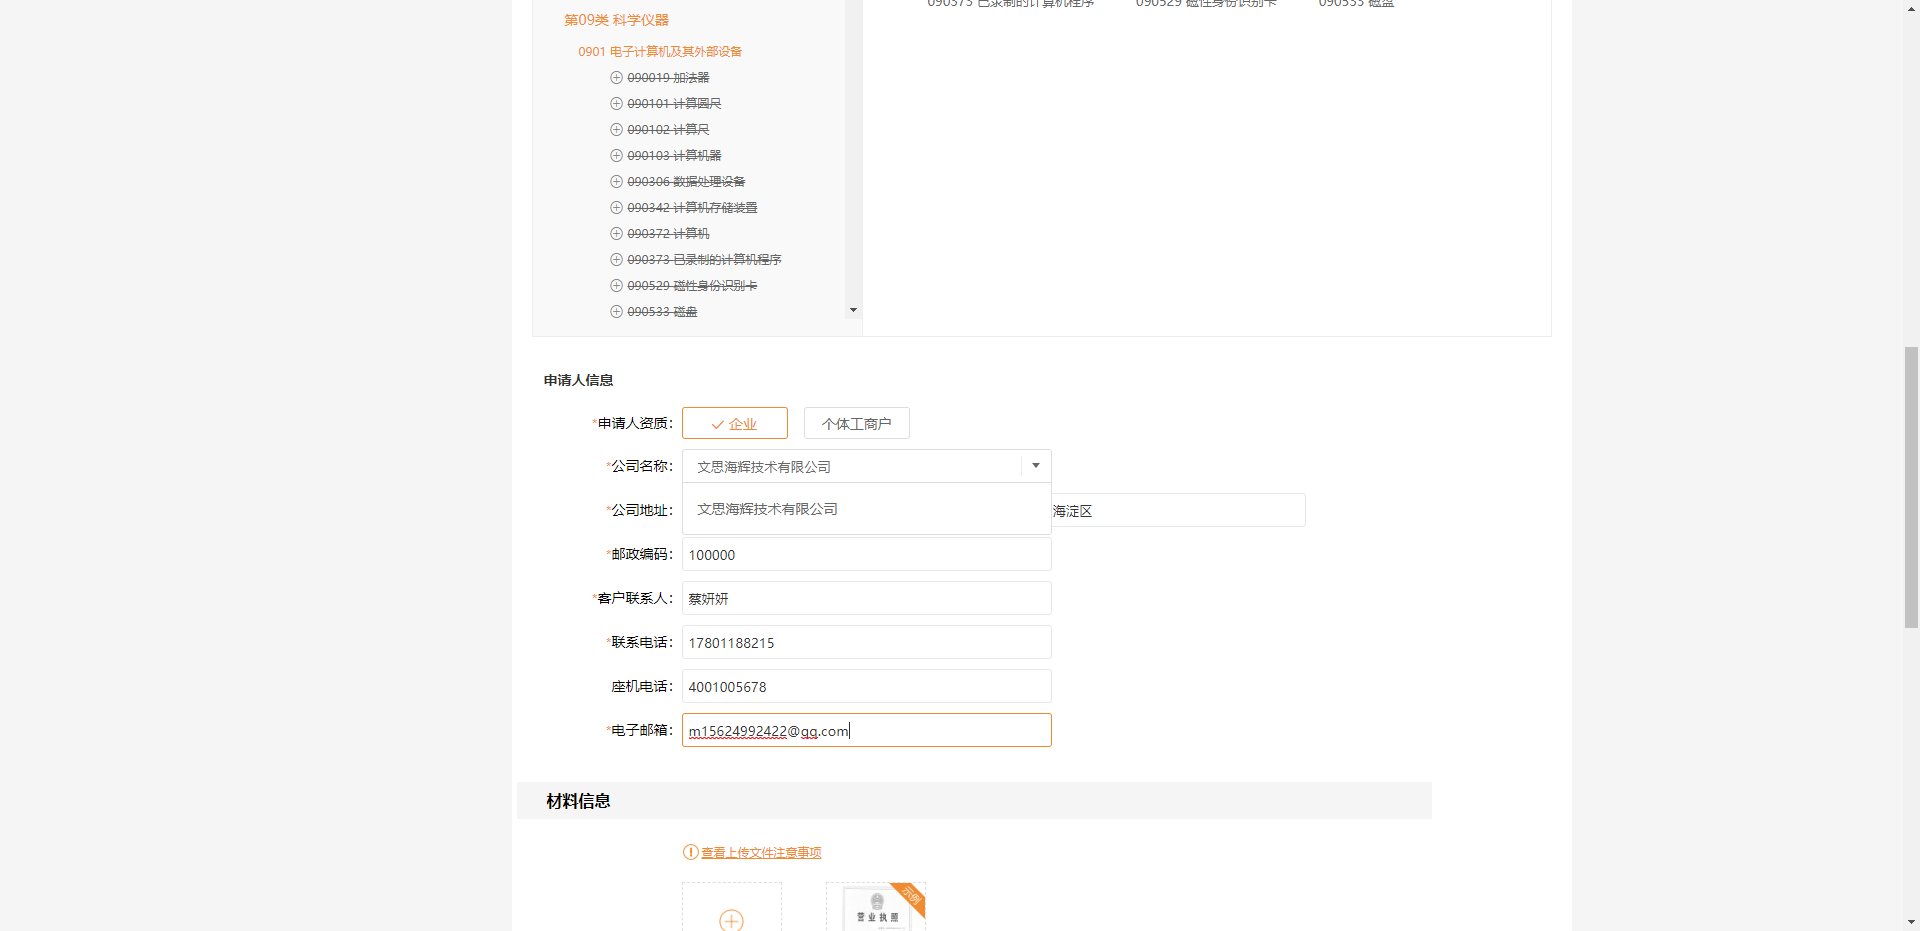 090373 已录制的计算机程序 090529 磁性身份识别卡 090533 磁盘
第09类 科学仪器
0901 电子计算机及其外部设备
090019 加法器
090101 计算圆尺
090102 计算尺
090103 计算机器
090306 数据处理设备
090342 计算机存储装置
090372 计算机
090373 已录制的计算机程序
090529 磁性身份识别卡
090533 磁盘
申请人信息
*申请人资质： 企业 个体工商户
*公司名称： 文思海辉技术有限公司
文思海辉技术有限公司
*公司地址： 海淀区
*邮政编码： 100000
*客户联系人： 蔡妍妍
*联系电话： 17801188215
座机电话： 4001005678
*电子邮箱： m15624992422@qq.com
材料信息
查看上传文件注意事项
示例
营业执照